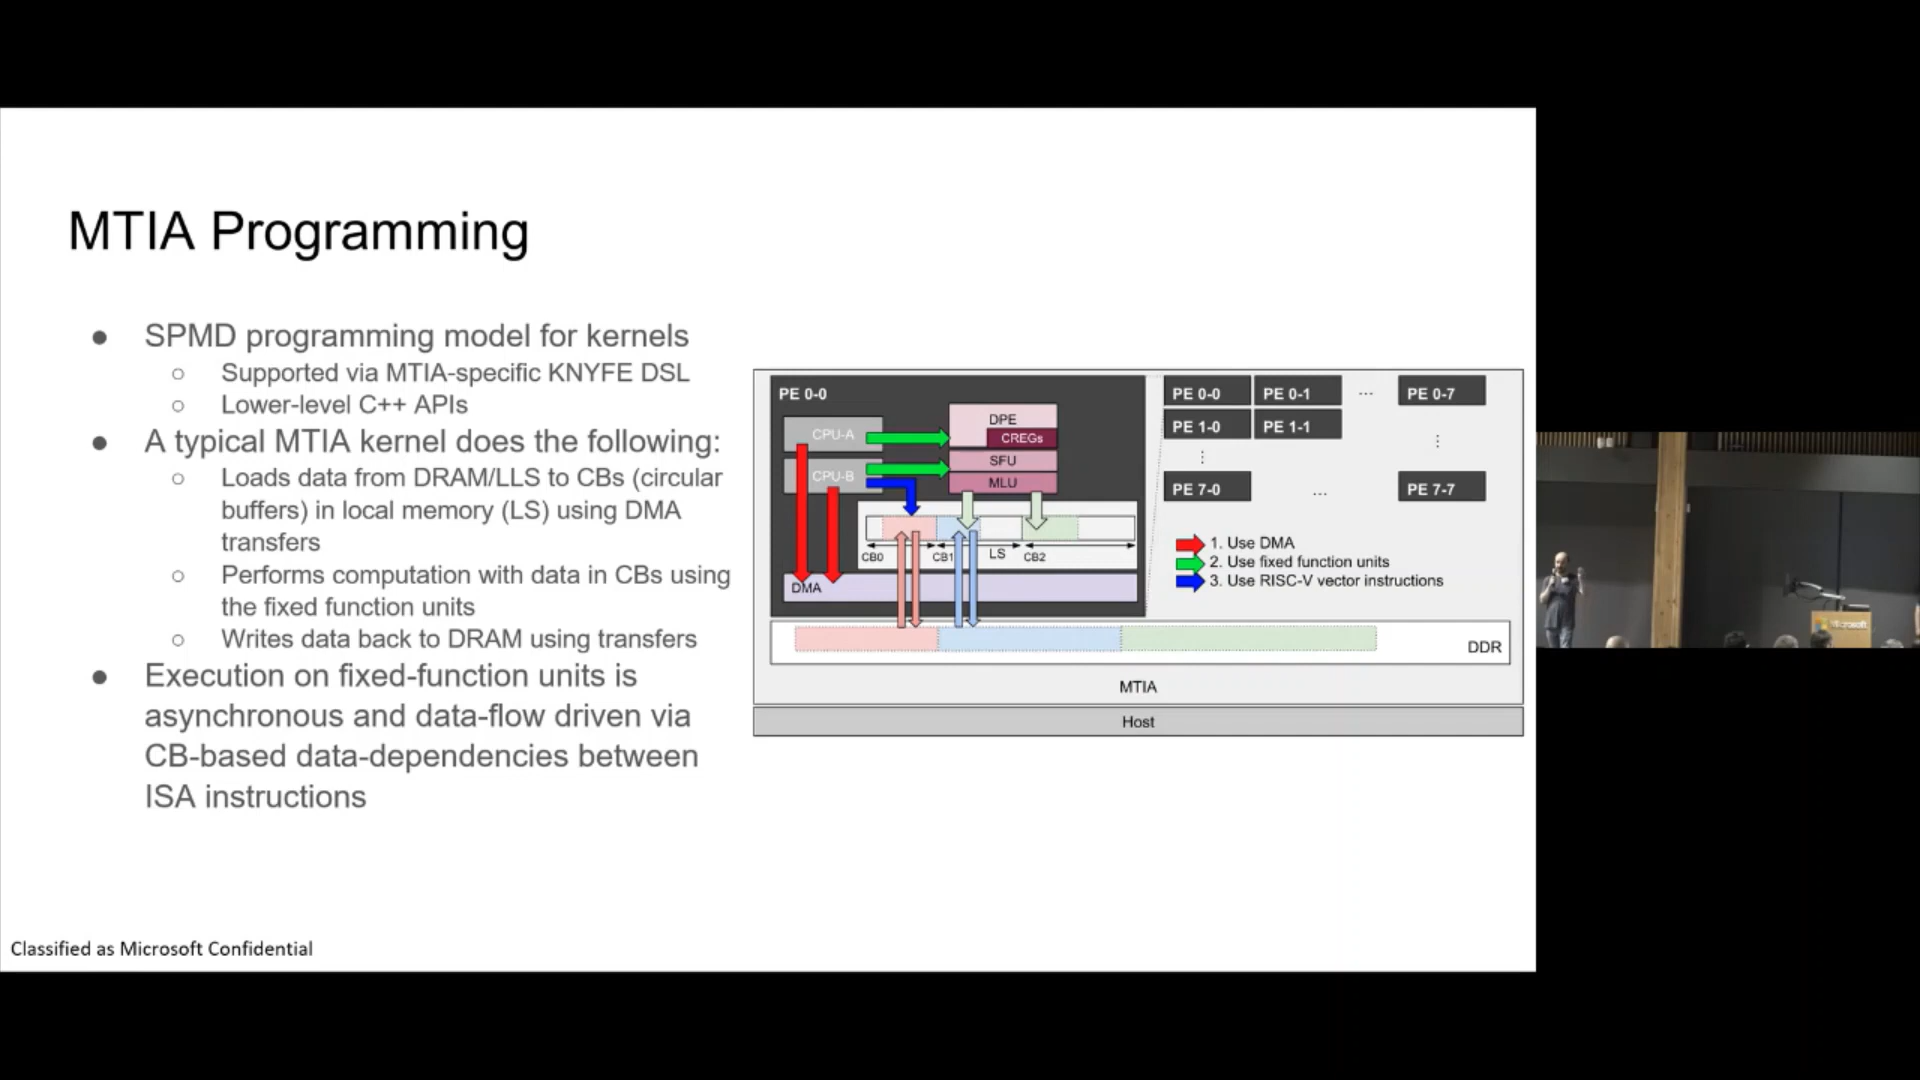 MTIA Programming
SPMD programming model for kernels
Supported via MTIA-specific KNYFE DSL
Lower-level C++ APIs
A typical MTIA kernel does the following:
Loads data from DRAM/LLS to CBs (circular
buffers) in local memory (LS) using DMA
transfers
Performs computation with data in CBs using
the fixed function units
Writes data back to DRAM using transfers
Execution on fixed-function units is
asynchronous and data-flow driven via
CB-based data-dependencies between
ISA instructions
PE 0-0
CPU-A
CPU-B
DPE
CREGs
SFU
MLU
CB0
CB1
LS
CB2
DMA
PE 0-0
PE 0-1
...
PE 0-7
PE 1-0
PE 1-1
PE 7-0
...
PE 7-7
1. Use DMA
2. Use fixed function units
3. Use RISC-V vector instructions
DDR
MTIA
Host
Microsoft
Classified as Microsoft Confidential